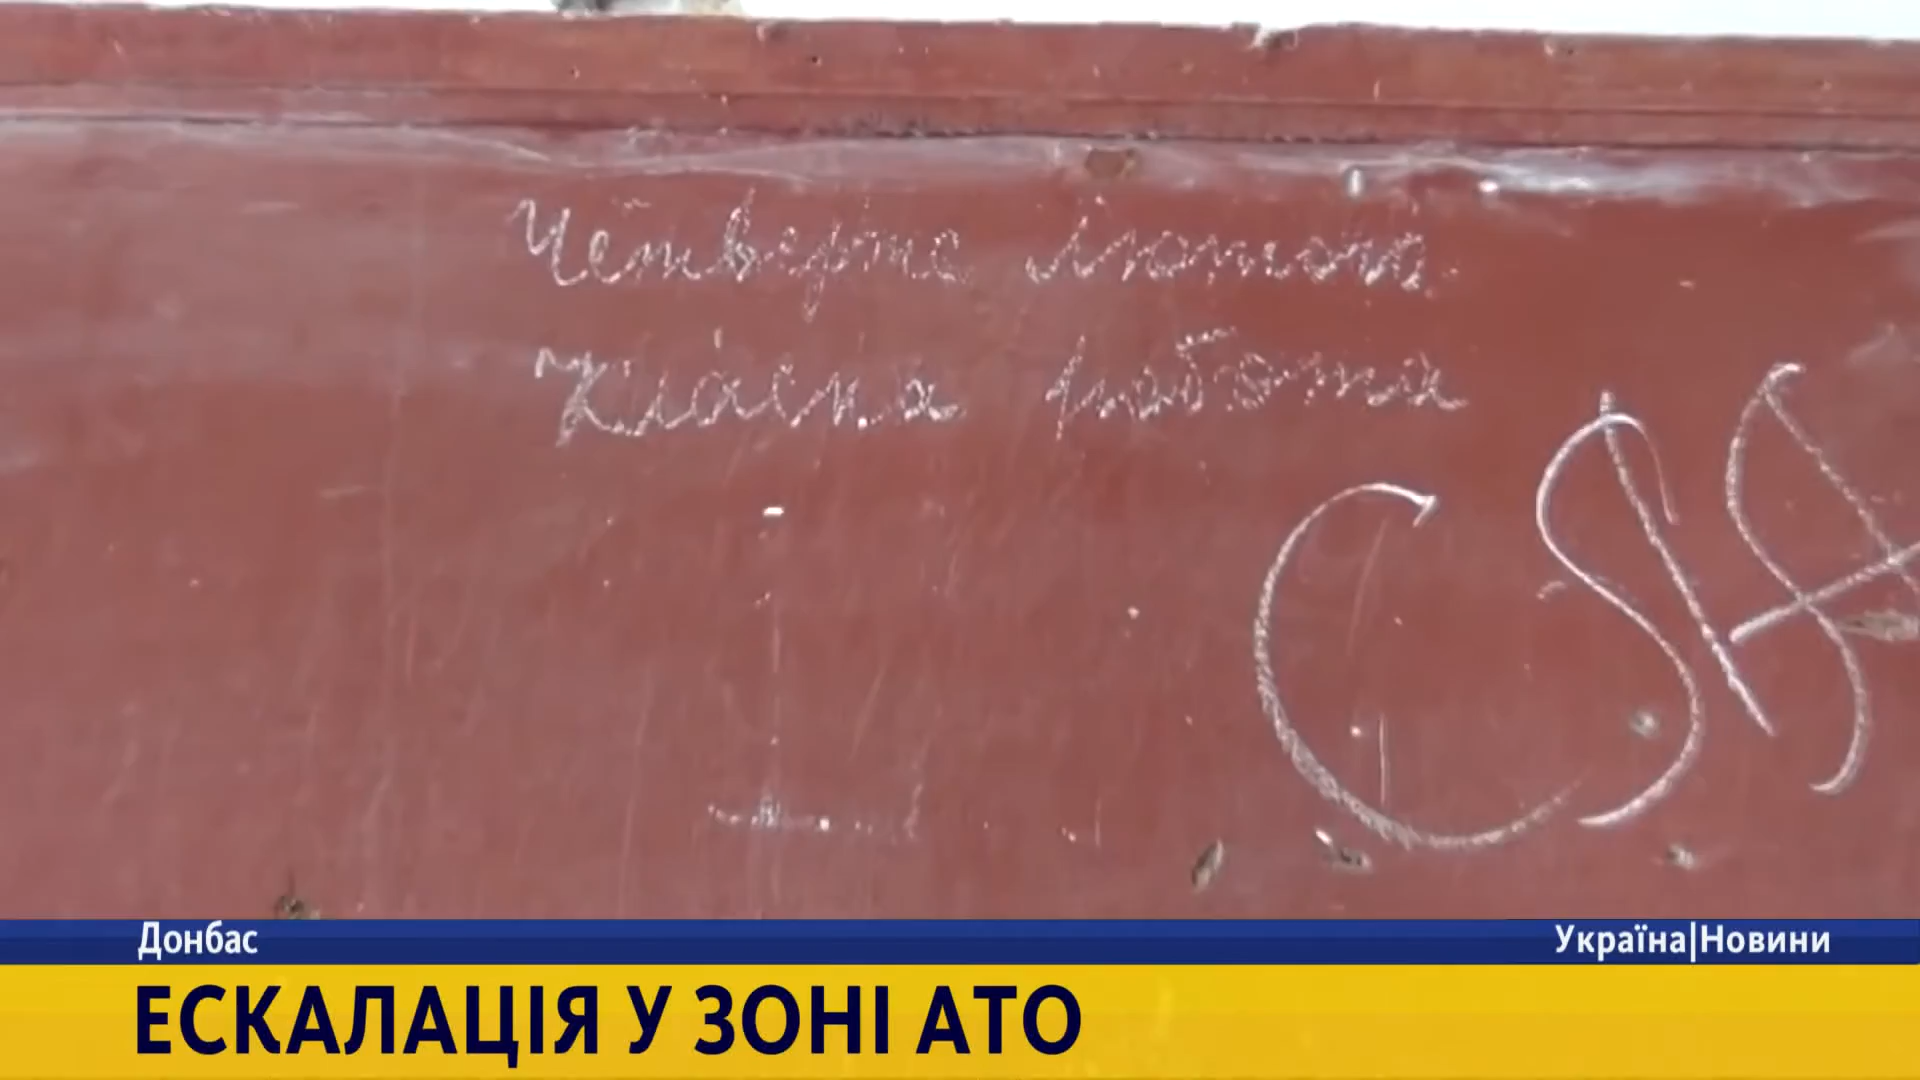 Четверте лютого
Класна робота
Донбас
Україна|Новини
ЕСКАЛАЦІЯ У ЗОНІ АТО